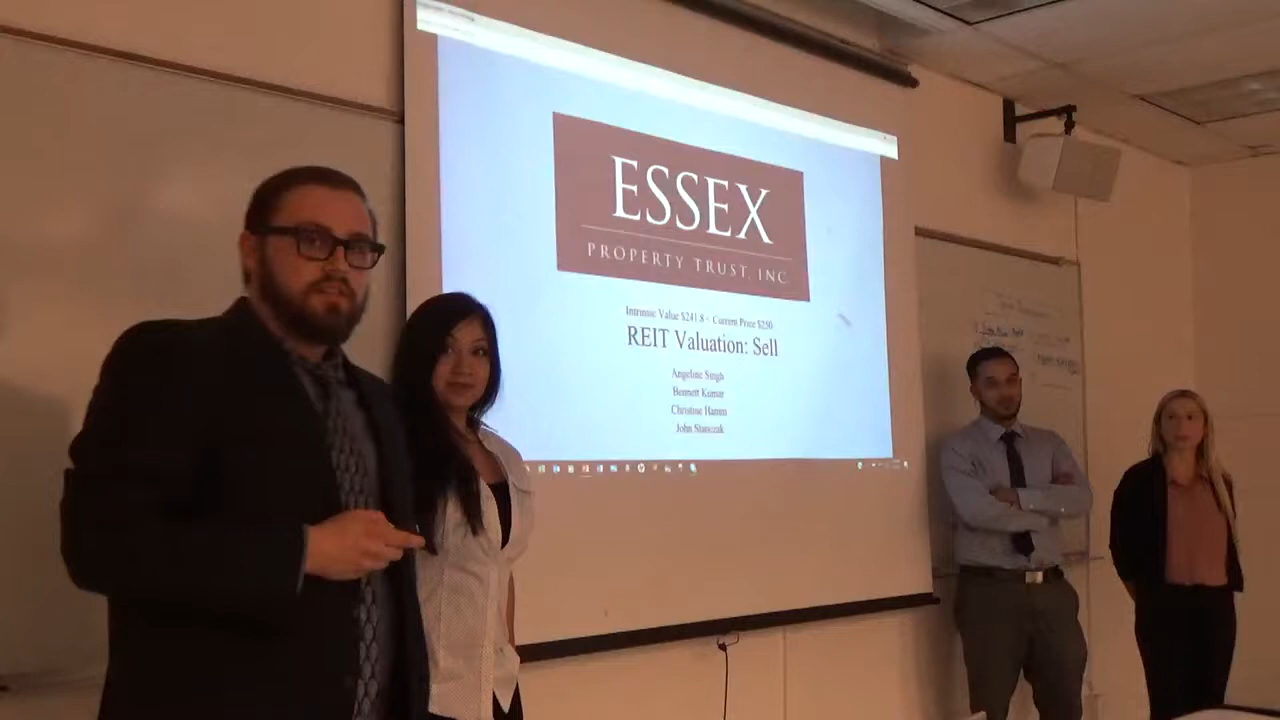 ESSEX
PROPERTY TRUST, INC
Intrinsic Value $241.8 < Current Price $250
REIT Valuation: Sell
Angeline Singh
Bennett Kumar
Christine Hamm
John Stanczak